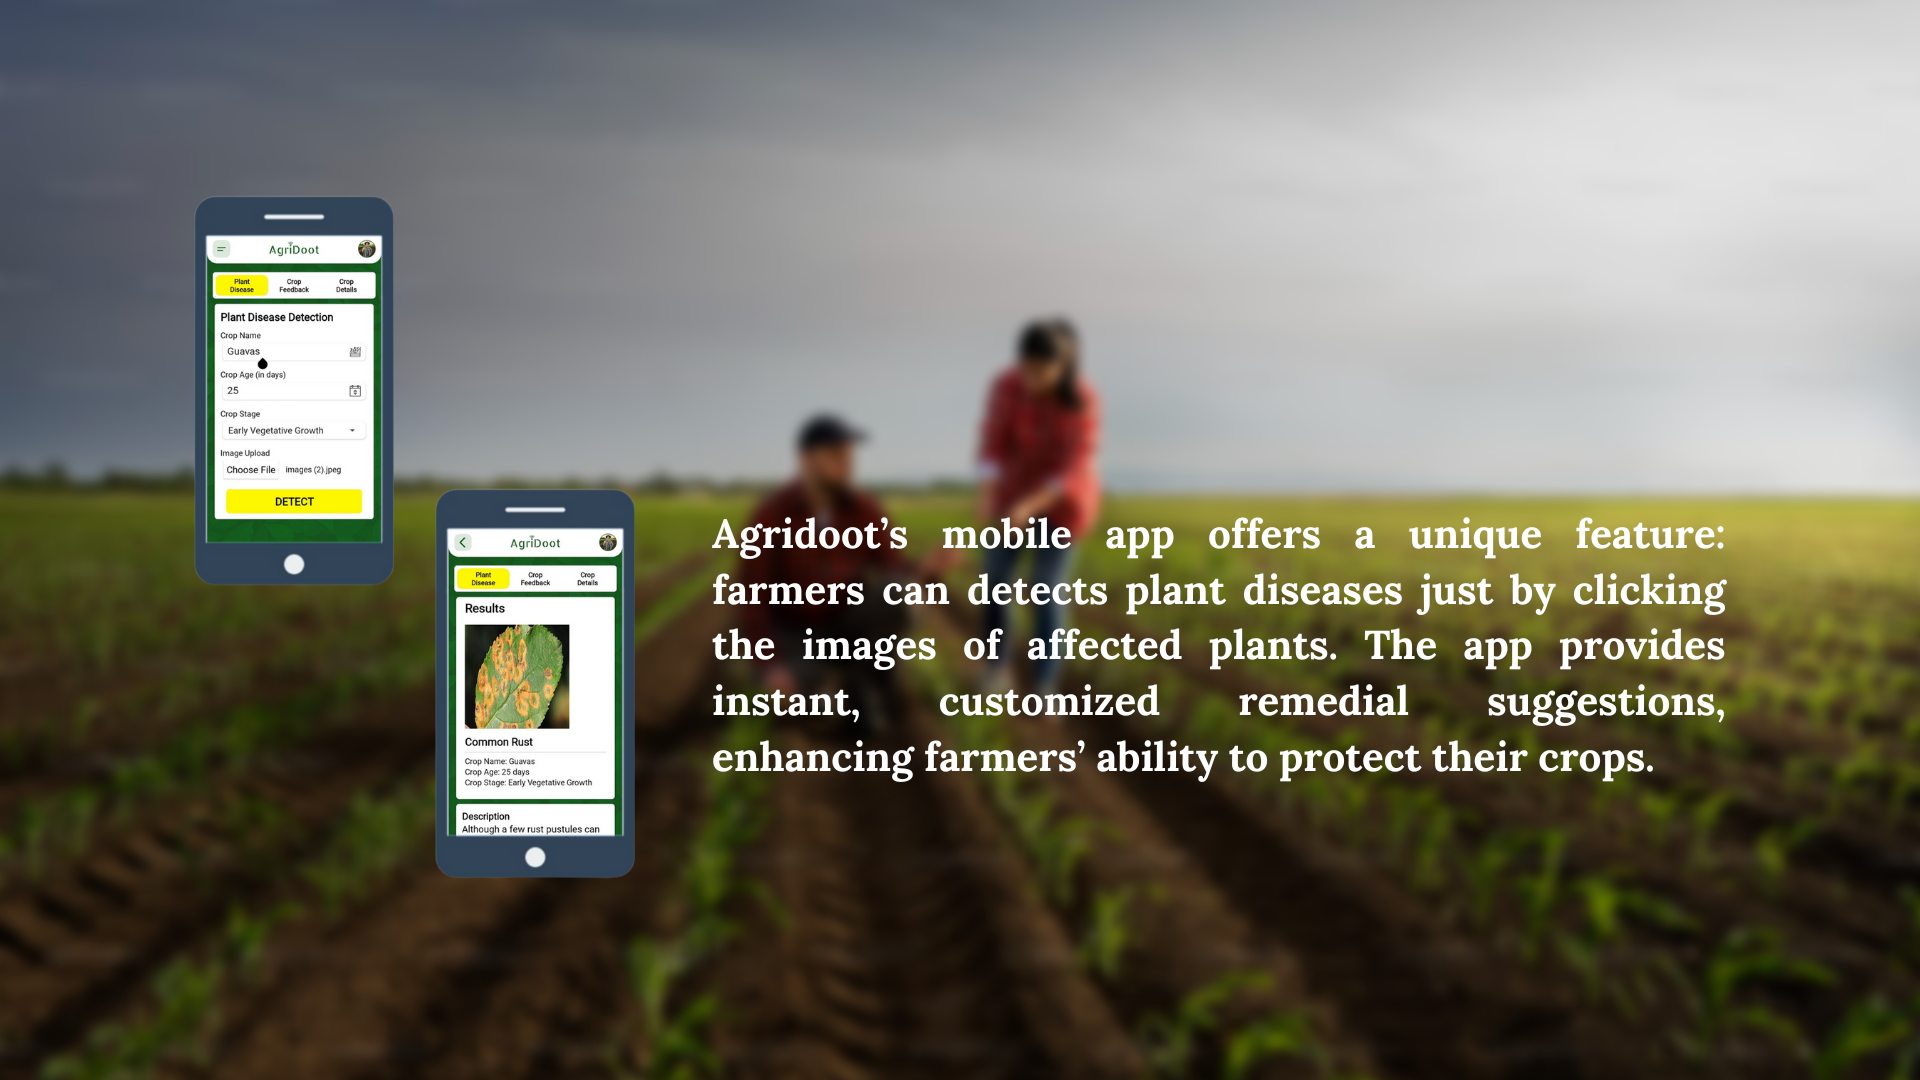 AgriDoot
Plant
Disease
Crop
Feedback
Crop
Details
Plant Disease Detection
Crop Name
Guavas
Crop Age (in days)
25
Crop Stage
Early Vegetative Growth
Image Upload
Choose File images (2).jpeg
DETECT
AgriDoot
Plant
Disease
Crop
Feedback
Crop
Details
Results
Common Rust
Crop Name: Guavas
Crop Age: 25 days
Crop Stage: Early Vegetative Growth
Description
Although a few rust pustules can
Agridoot’s mobile app offers a unique feature:
farmers can detects plant diseases just by clicking
the images of affected plants. The app provides
instant, customized remedial suggestions,
enhancing farmers’ ability to protect their crops.